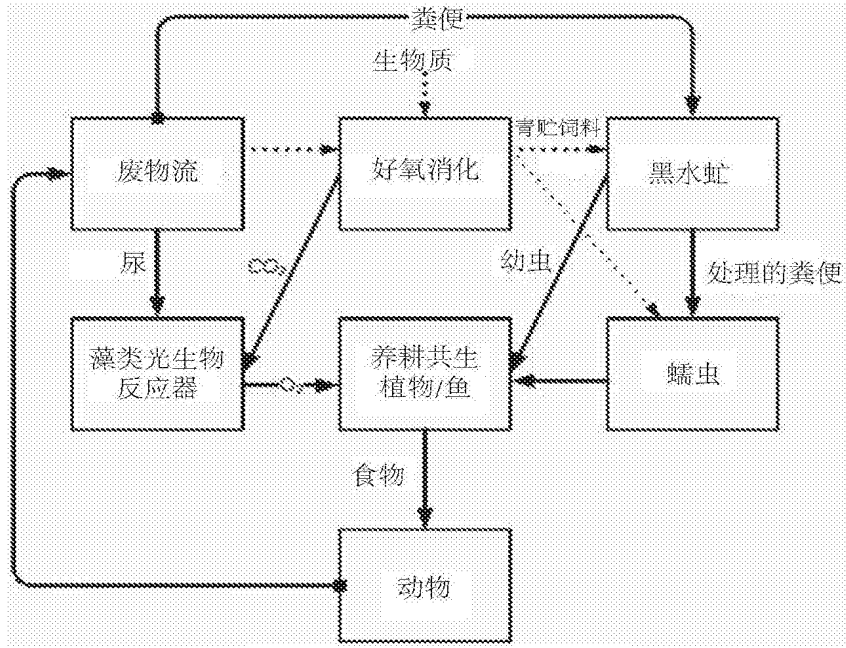 粪便
生物质
废物流
好氧消化
青贮饲料
黑水虻
尿
CO₂
幼虫
处理的粪便
藻类光生物
反应器
O₂
养耕共生
植物/鱼
蠕虫
食物
动物